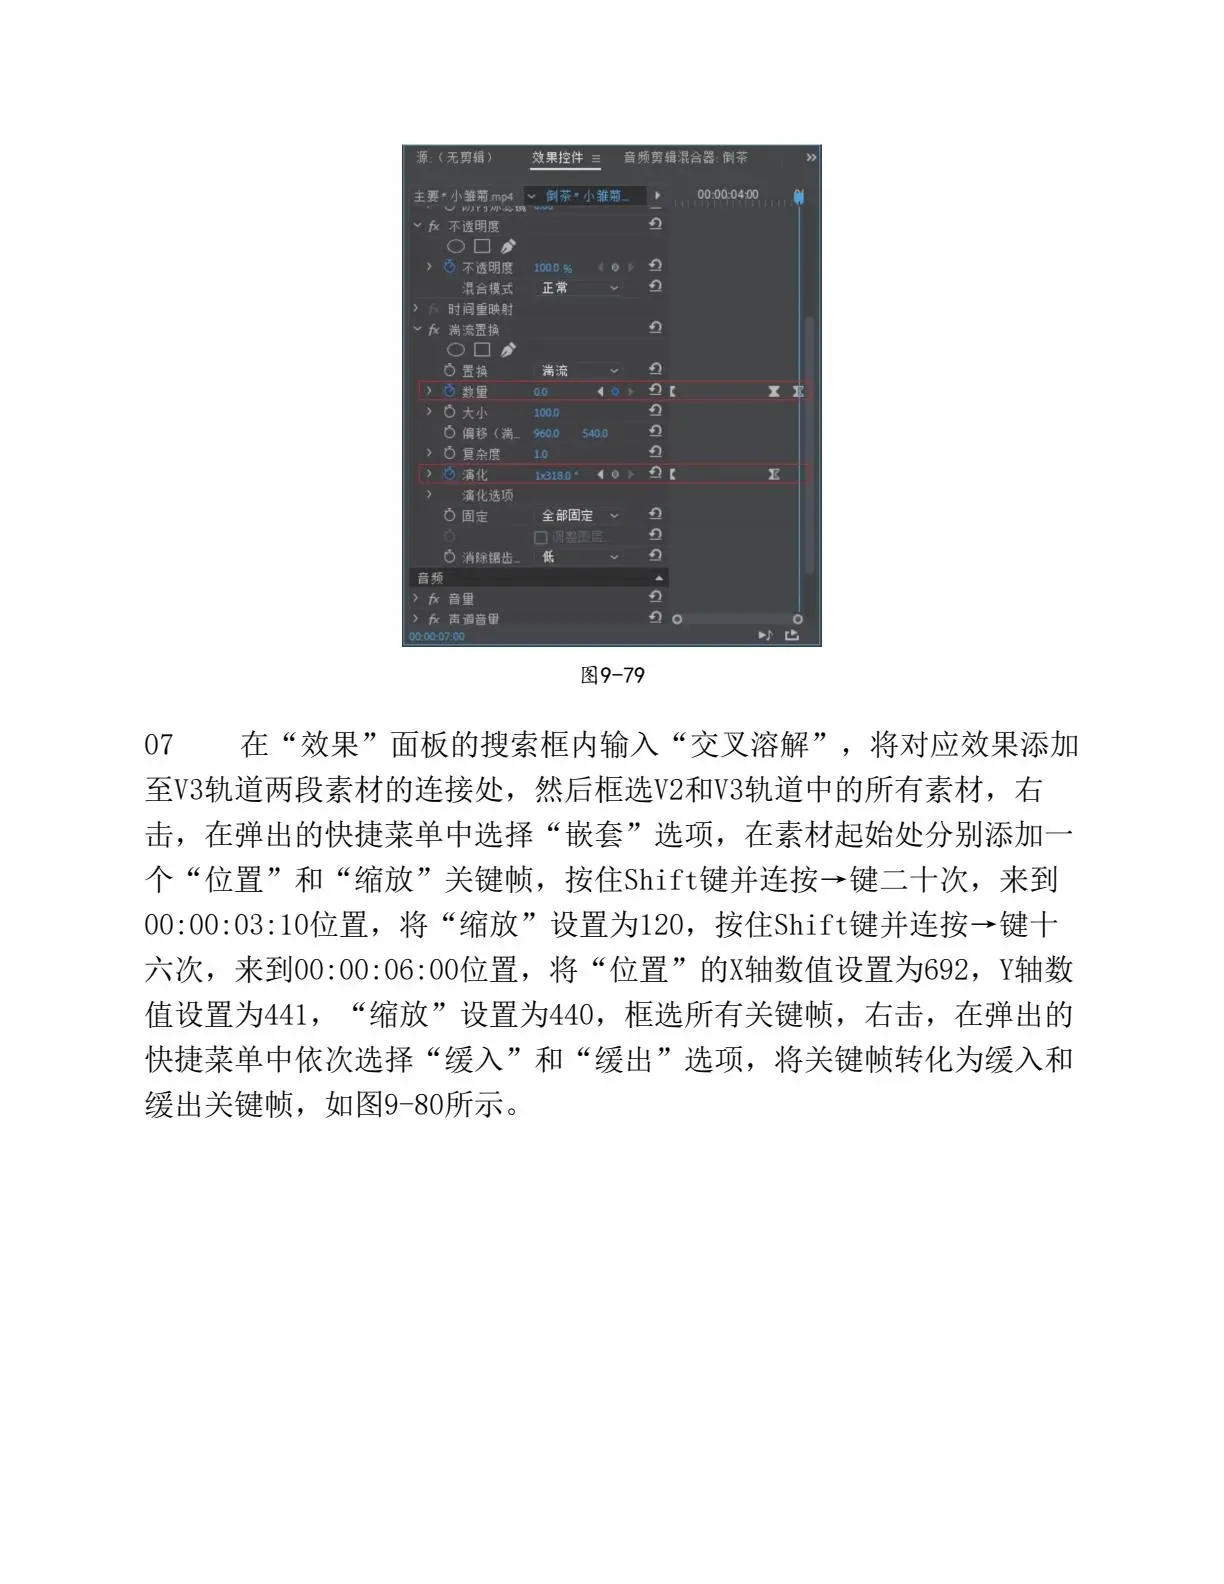 源:（无剪辑）
效果控件
音频剪辑混合器: 倒茶
主要*小雏菊.mp4
倒茶*小雏菊...
00:00:04:00
fx 不透明度
不透明度 100.0 %
混合模式 正常
fx 时间重映射
fx 湍流置换
置换 湍流
数量 0.0
大小 100.0
偏移（湍... 960.0 540.0
复杂度 1.0
演化 1x318.0 °
演化选项
固定 全部固定
调整图层...
消除锯齿... 低
音频
fx 音量
fx 声道音量
00:00:07:00
图9-79
07 在“效果”面板的搜索框内输入“交叉溶解”，将对应效果添加
至V3轨道两段素材的连接处，然后框选V2和V3轨道中的所有素材，右
击，在弹出的快捷菜单中选择“嵌套”选项，在素材起始处分别添加一
个“位置”和“缩放”关键帧，按住Shift键并连按→键二十次，来到
00:00:03:10位置，将“缩放”设置为120，按住Shift键并连按→键十
六次，来到00:00:06:00位置，将“位置”的X轴数值设置为692，Y轴数
值设置为441，“缩放”设置为440，框选所有关键帧，右击，在弹出的
快捷菜单中依次选择“缓入”和“缓出”选项，将关键帧转化为缓入和
缓出关键帧，如图9-80所示。